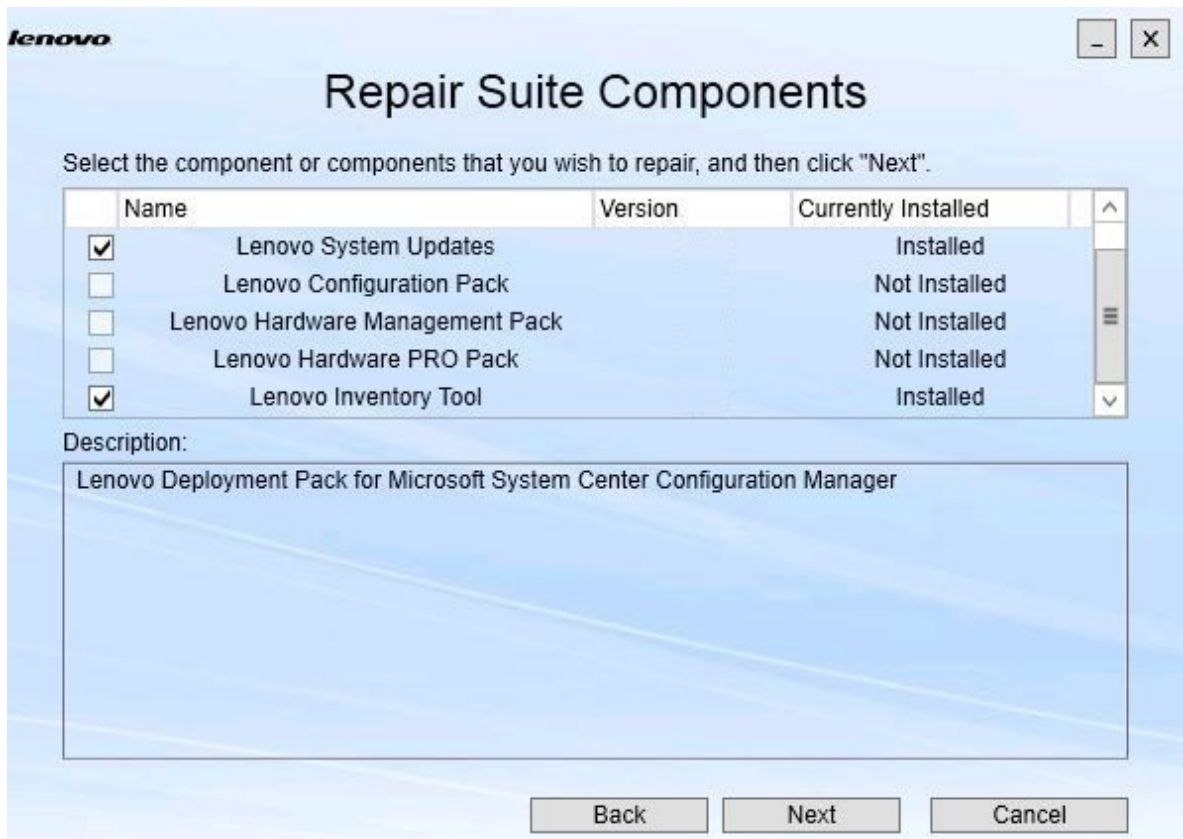 lenovo
Repair Suite Components
Select the component or components that you wish to repair, and then click "Next".
Name Version Currently Installed
Lenovo System Updates Installed
Lenovo Configuration Pack Not Installed
Lenovo Hardware Management Pack Not Installed
Lenovo Hardware PRO Pack Not Installed
Lenovo Inventory Tool Installed
Description:
Lenovo Deployment Pack for Microsoft System Center Configuration Manager
Back Next Cancel